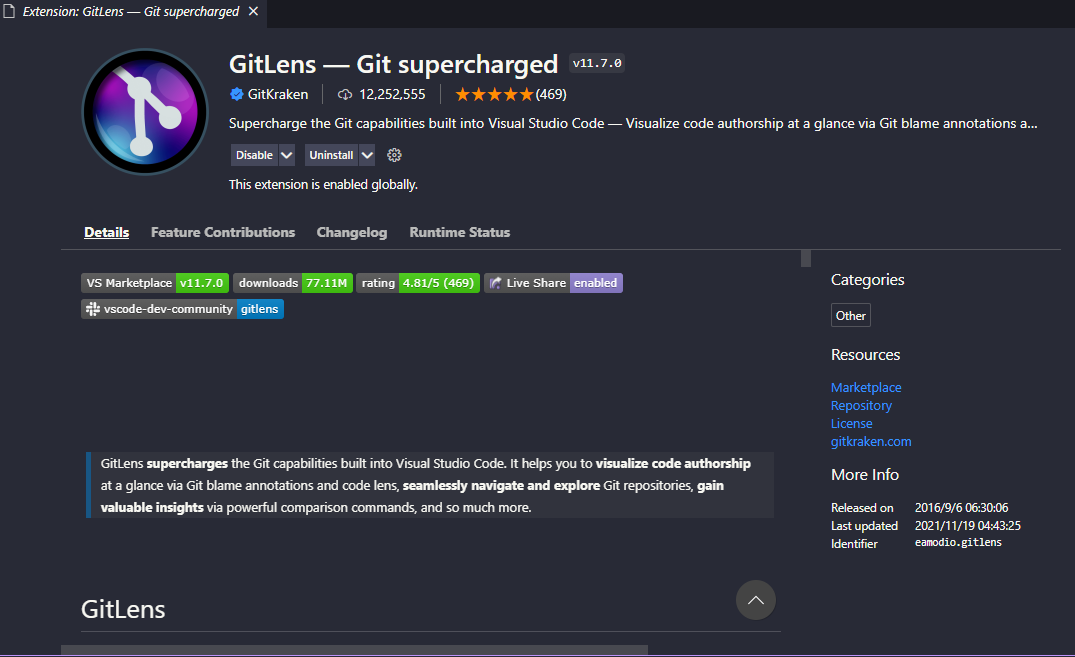 Extension: GitLens — Git supercharged
GitLens — Git supercharged v11.7.0
GitKraken 12,252,555 (469)
Supercharge the Git capabilities built into Visual Studio Code — Visualize code authorship at a glance via Git blame annotations a...
Disable Uninstall
This extension is enabled globally.
Details Feature Contributions Changelog Runtime Status
VS Marketplace v11.7.0 downloads 77.11M rating 4.81/5 (469) Live Share enabled
vscode-dev-community gitlens
GitLens supercharges the Git capabilities built into Visual Studio Code. It helps you to visualize code authorship
at a glance via Git blame annotations and code lens, seamlessly navigate and explore Git repositories, gain
valuable insights via powerful comparison commands, and so much more.
GitLens
Categories
Other
Resources
Marketplace
Repository
License
gitkraken.com
More Info
Released on 2016/9/6 06:30:06
Last updated 2021/11/19 04:43:25
Identifier eamodio.gitlens